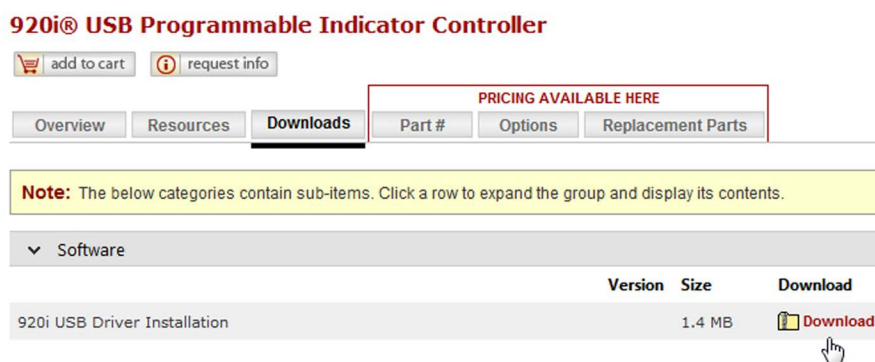 920i® USB Programmable Indicator Controller
add to cart request info
PRICING AVAILABLE HERE
Overview Resources Downloads Part # Options Replacement Parts
Note: The below categories contain sub-items. Click a row to expand the group and display its contents.
Software
Version Size Download
920i USB Driver Installation 1.4 MB Download